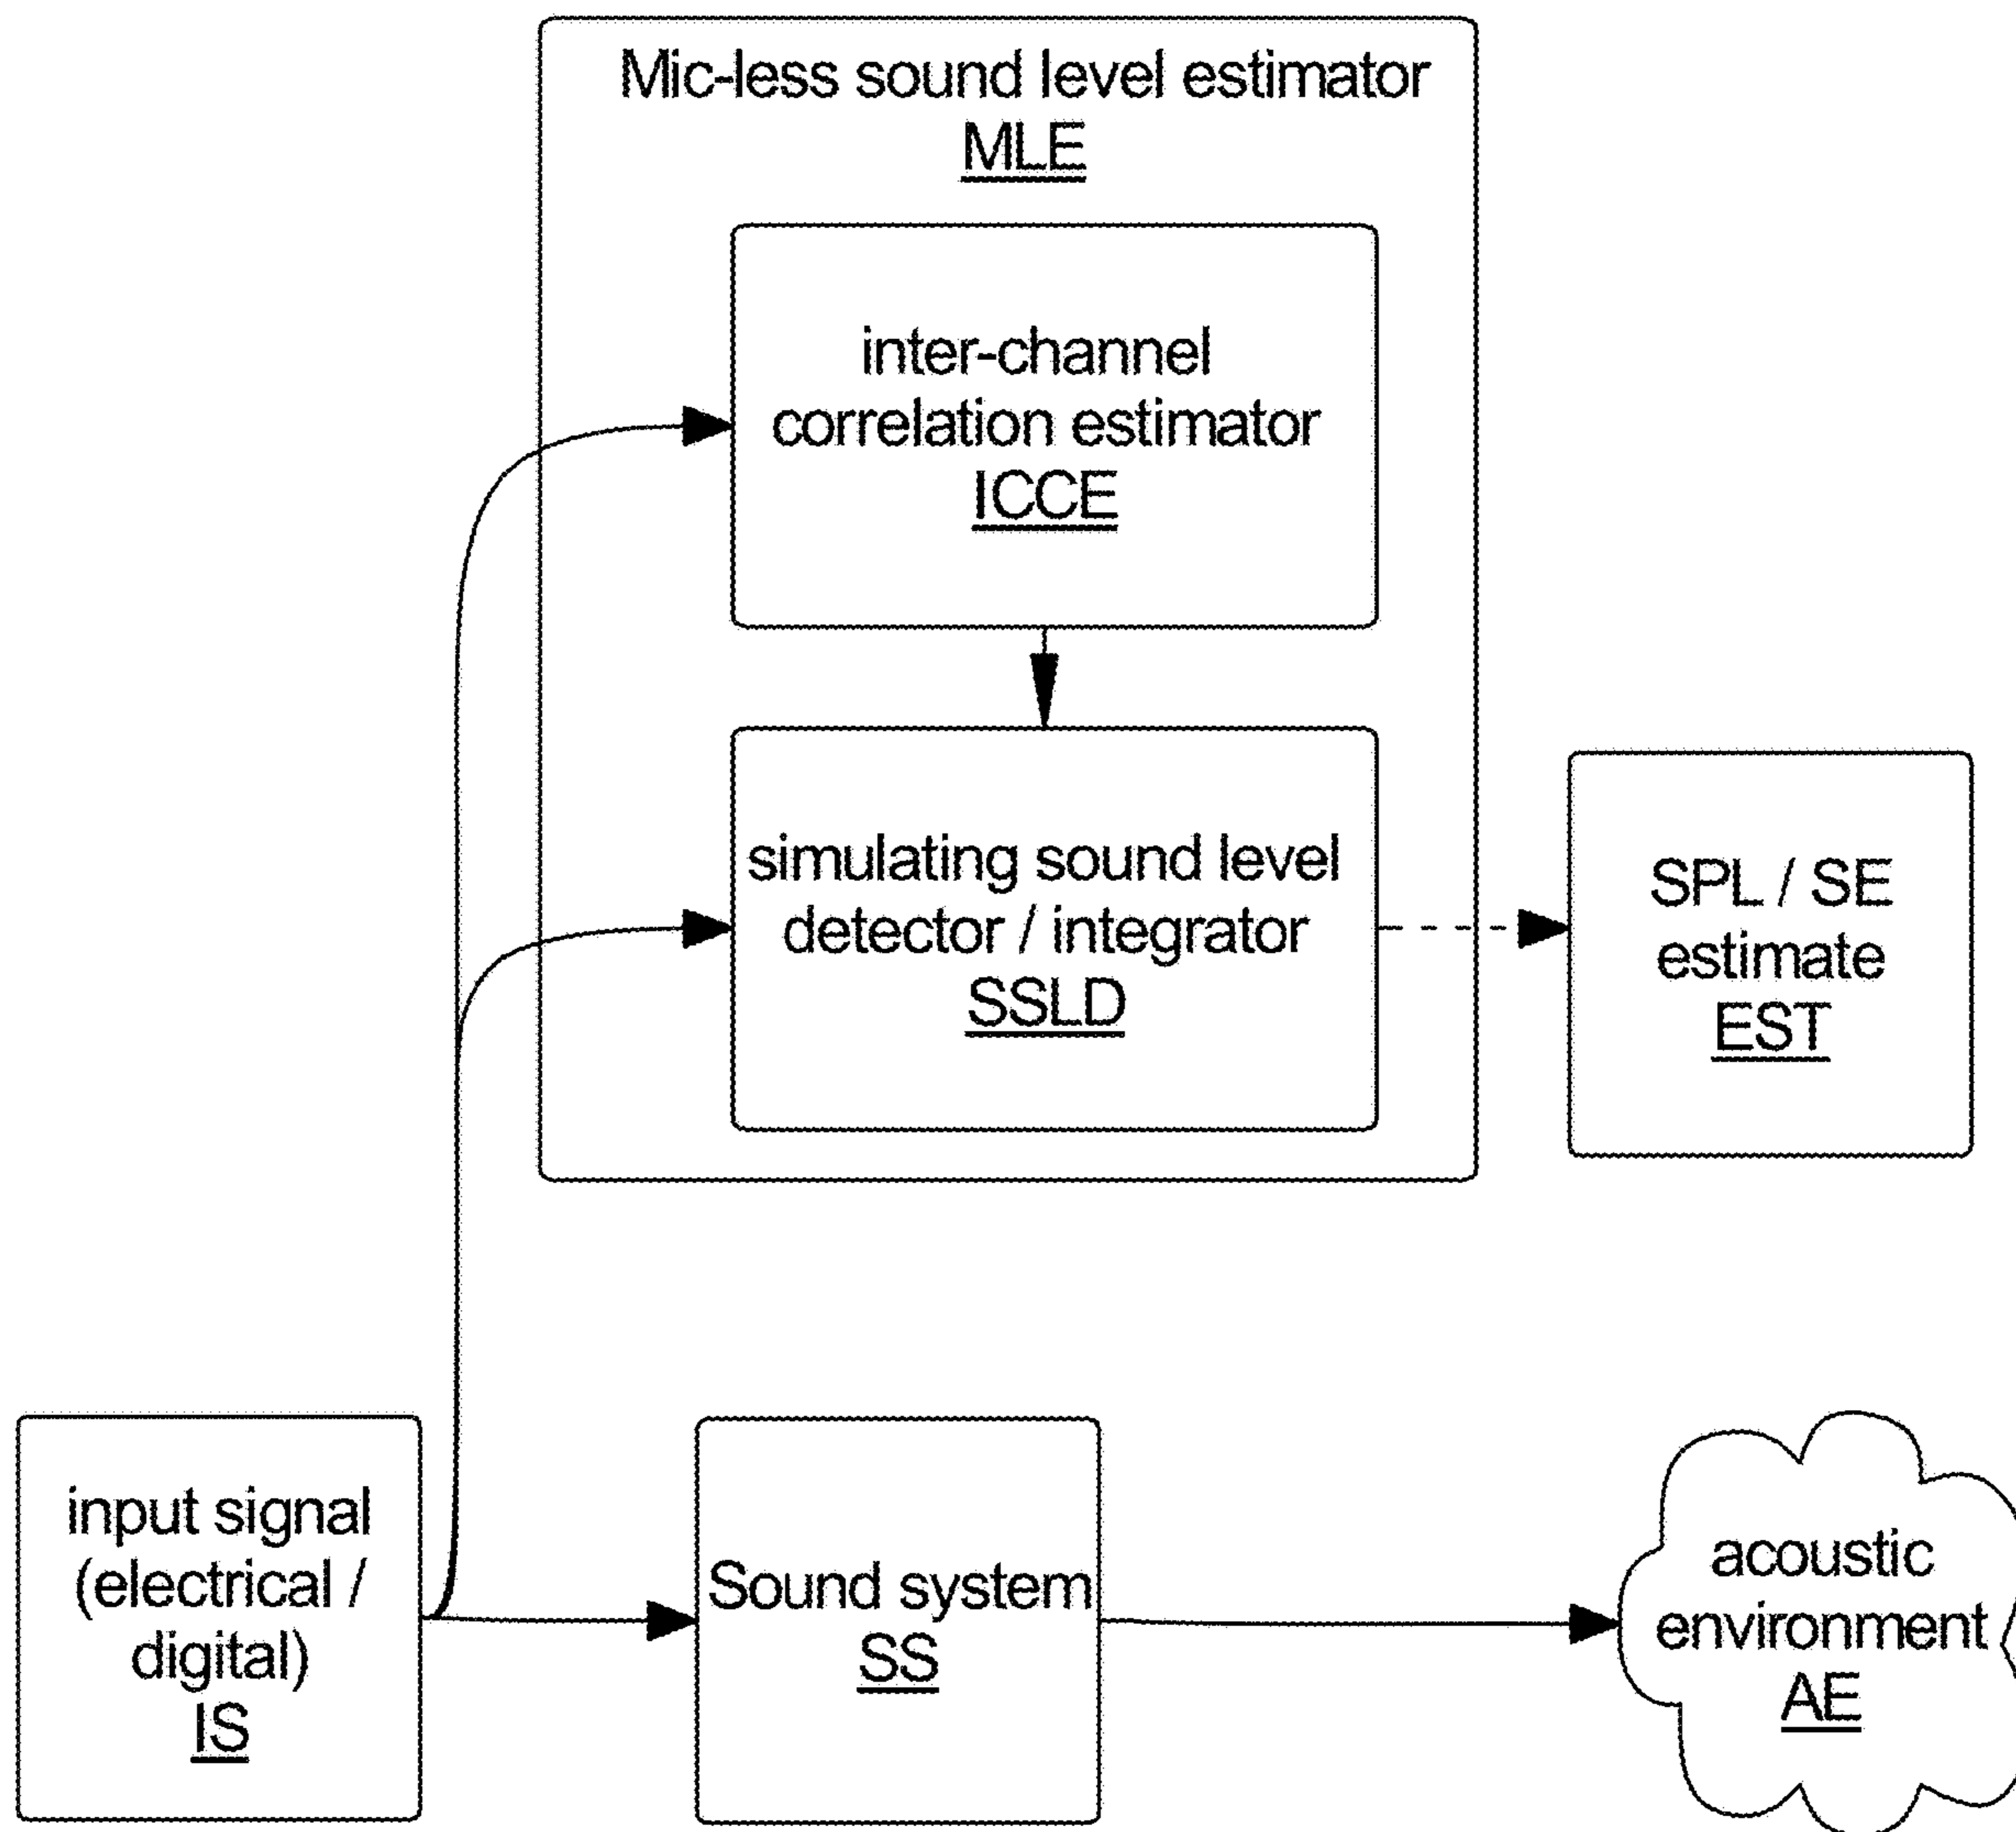 Mic-less sound level estimator
MLE
inter-channel
correlation estimator
ICCE
simulating sound level
detector / integrator
SSLD
SPL / SE
estimate
EST
input signal
(electrical /
digital)
IS
Sound system
SS
acoustic
environment
AE